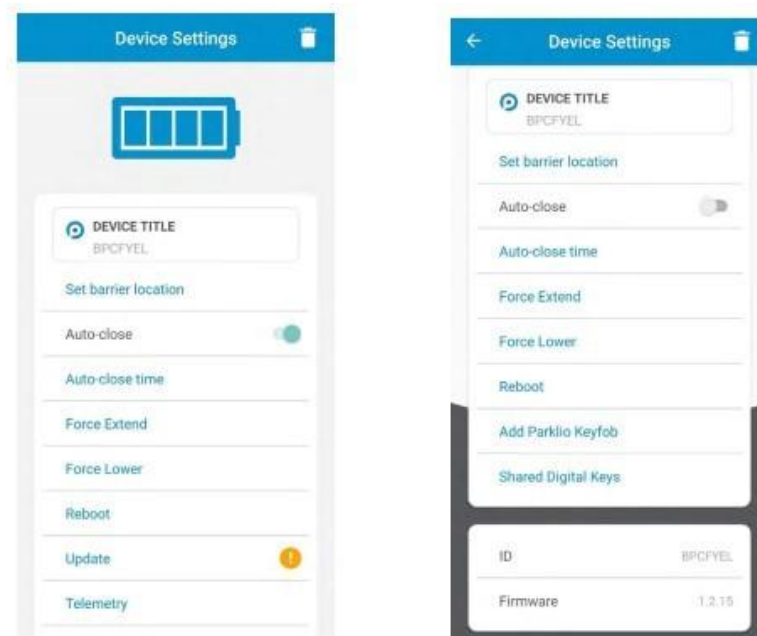 Device Settings
DEVICE TITLE
BPCFYEL
Set barrier location
Auto-close
Auto-close time
Force Extend
Force Lower
Reboot
Update
!
Telemetry
Device Settings
DEVICE TITLE
BPCFYEL
Set barrier location
Auto-close
Auto-close time
Force Extend
Force Lower
Reboot
Add Parklio Keyfob
Shared Digital Keys
ID BPCFYEL
Firmware 1.2.15